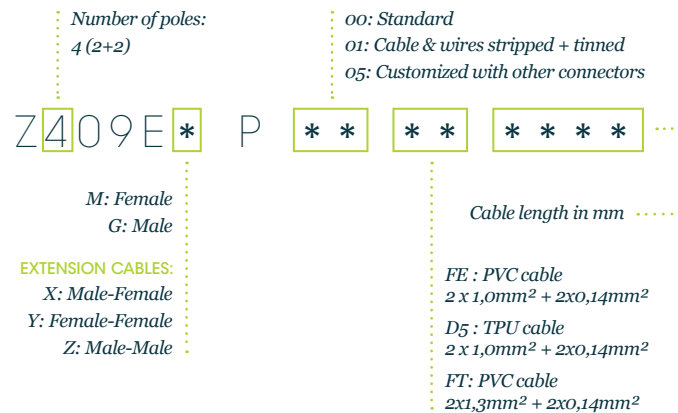 Number of poles:
4 (2+2)
00: Standard
01: Cable & wires stripped + tinned
05: Customized with other connectors
Z409E* P ** ** ****
M: Female
G: Male
EXTENSION CABLES:
X: Male-Female
Y: Female-Female
Z: Male-Male
Cable length in mm
FE : PVC cable
2 x 1,0mm² + 2x0,14mm²
D5 : TPU cable
2 x 1,0mm² + 2x0,14mm²
FT: PVC cable
2x1,3mm² + 2x0,14mm²